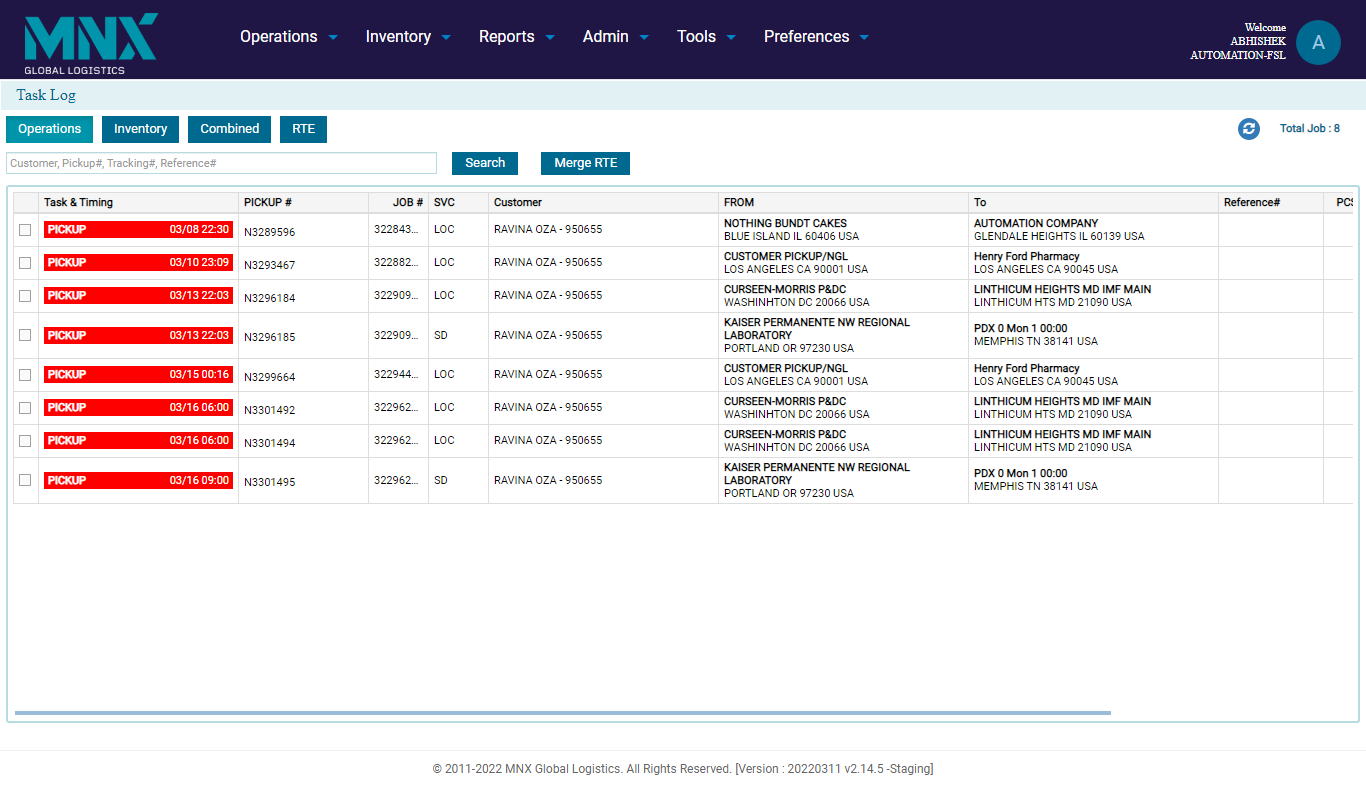 MNX
GLOBAL LOGISTICS
Operations Inventory Reports Admin Tools Preferences
Welcome
ABHISHEK
AUTOMATION-FSL
A
Task Log
Operations Inventory Combined RTE
Total Job : 8
Customer, Pickup#, Tracking#, Reference# Search Merge RTE
Task & Timing PICKUP # JOB # SVC Customer FROM To Reference# PCS
PICKUP 03/08 22:30 N3289596 322843... LOC RAVINA OZA - 950655 NOTHING BUNDT CAKES AUTOMATION COMPANY
BLUE ISLAND IL 60406 USA GLENDALE HEIGHTS IL 60139 USA
PICKUP 03/10 23:09 N3293467 322882... LOC RAVINA OZA - 950655 CUSTOMER PICKUP/NGL Henry Ford Pharmacy
LOS ANGELES CA 90001 USA LOS ANGELES CA 90045 USA
PICKUP 03/13 22:03 N3296184 322909... LOC RAVINA OZA - 950655 CURSEEN-MORRIS P&DC LINTHICUM HEIGHTS MD IMF MAIN
WASHINHTON DC 20066 USA LINTHICUM HTS MD 21090 USA
PICKUP 03/13 22:03 N3296185 322909... SD RAVINA OZA - 950655 KAISER PERMANENTE NW REGIONAL
LABORATORY PDX 0 Mon 1 00:00
PORTLAND OR 97230 USA MEMPHIS TN 38141 USA
PICKUP 03/15 00:16 N3299664 322944... LOC RAVINA OZA - 950655 CUSTOMER PICKUP/NGL Henry Ford Pharmacy
LOS ANGELES CA 90001 USA LOS ANGELES CA 90045 USA
PICKUP 03/16 06:00 N3301492 322962... LOC RAVINA OZA - 950655 CURSEEN-MORRIS P&DC LINTHICUM HEIGHTS MD IMF MAIN
WASHINHTON DC 20066 USA LINTHICUM HTS MD 21090 USA
PICKUP 03/16 06:00 N3301494 322962... LOC RAVINA OZA - 950655 CURSEEN-MORRIS P&DC LINTHICUM HEIGHTS MD IMF MAIN
WASHINHTON DC 20066 USA LINTHICUM HTS MD 21090 USA
PICKUP 03/16 09:00 N3301495 322962... SD RAVINA OZA - 950655 KAISER PERMANENTE NW REGIONAL
LABORATORY PDX 0 Mon 1 00:00
PORTLAND OR 97230 USA MEMPHIS TN 38141 USA
© 2011-2022 MNX Global Logistics. All Rights Reserved. [Version : 20220311 v2.14.5 -Staging]